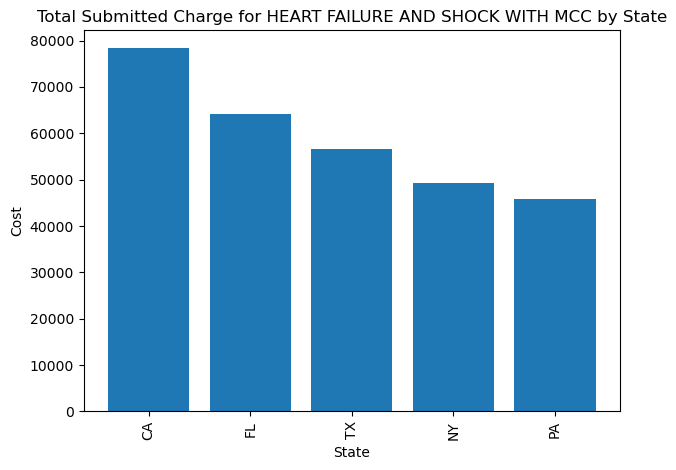 Total Submitted Charge for HEART FAILURE AND SHOCK WITH MCC by State
80000
70000
60000
50000
40000
30000
20000
10000
0
Cost
CA
FL
TX
NY
PA
State